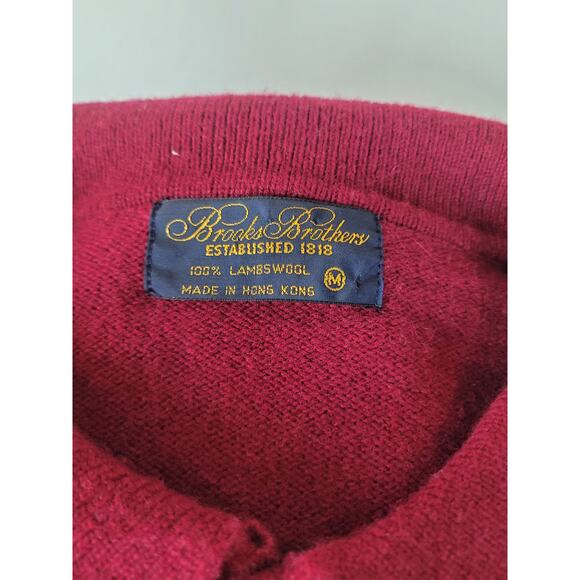 Brooks Brothers
ESTABLISHED 1818
100% LAMBSWOOL
MADE IN HONG KONG M